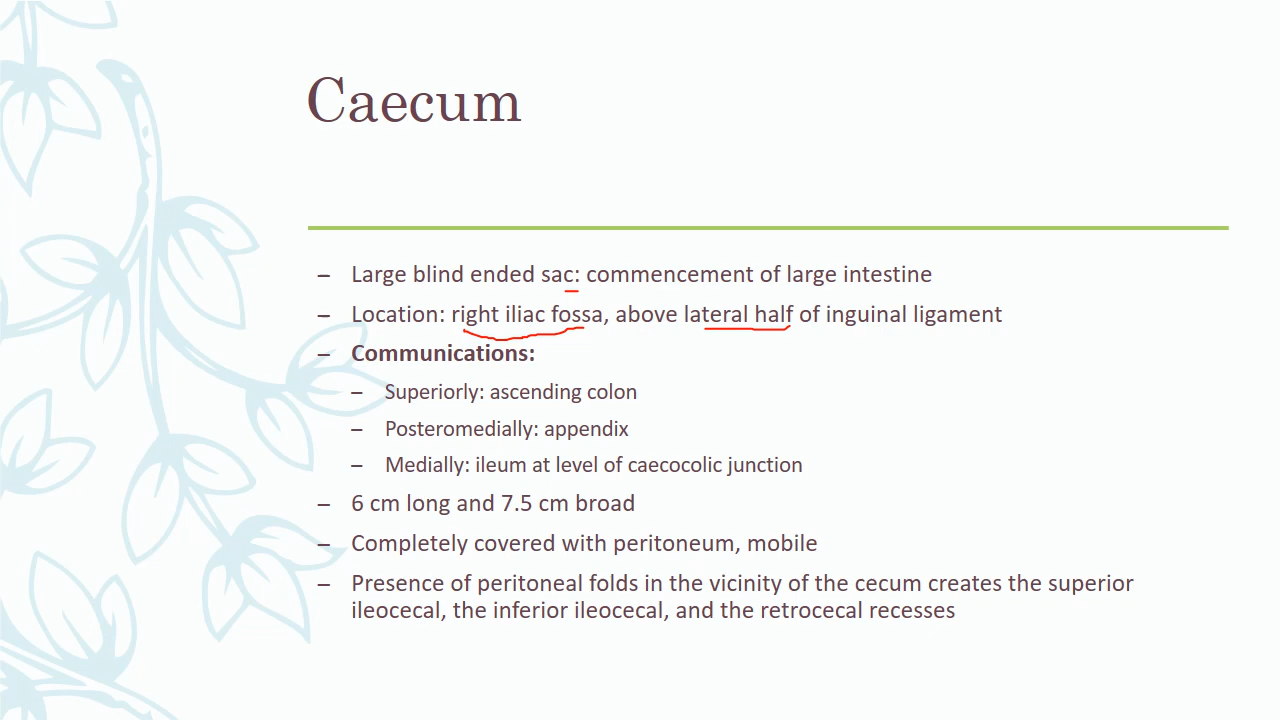 Caecum
– Large blind ended sac: commencement of large intestine
– Location: right iliac fossa, above lateral half of inguinal ligament
– Communications:
– Superiorly: ascending colon
– Posteromedially: appendix
– Medially: ileum at level of caecocolic junction
– 6 cm long and 7.5 cm broad
– Completely covered with peritoneum, mobile
– Presence of peritoneal folds in the vicinity of the cecum creates the superior
ileocecal, the inferior ileocecal, and the retrocecal recesses